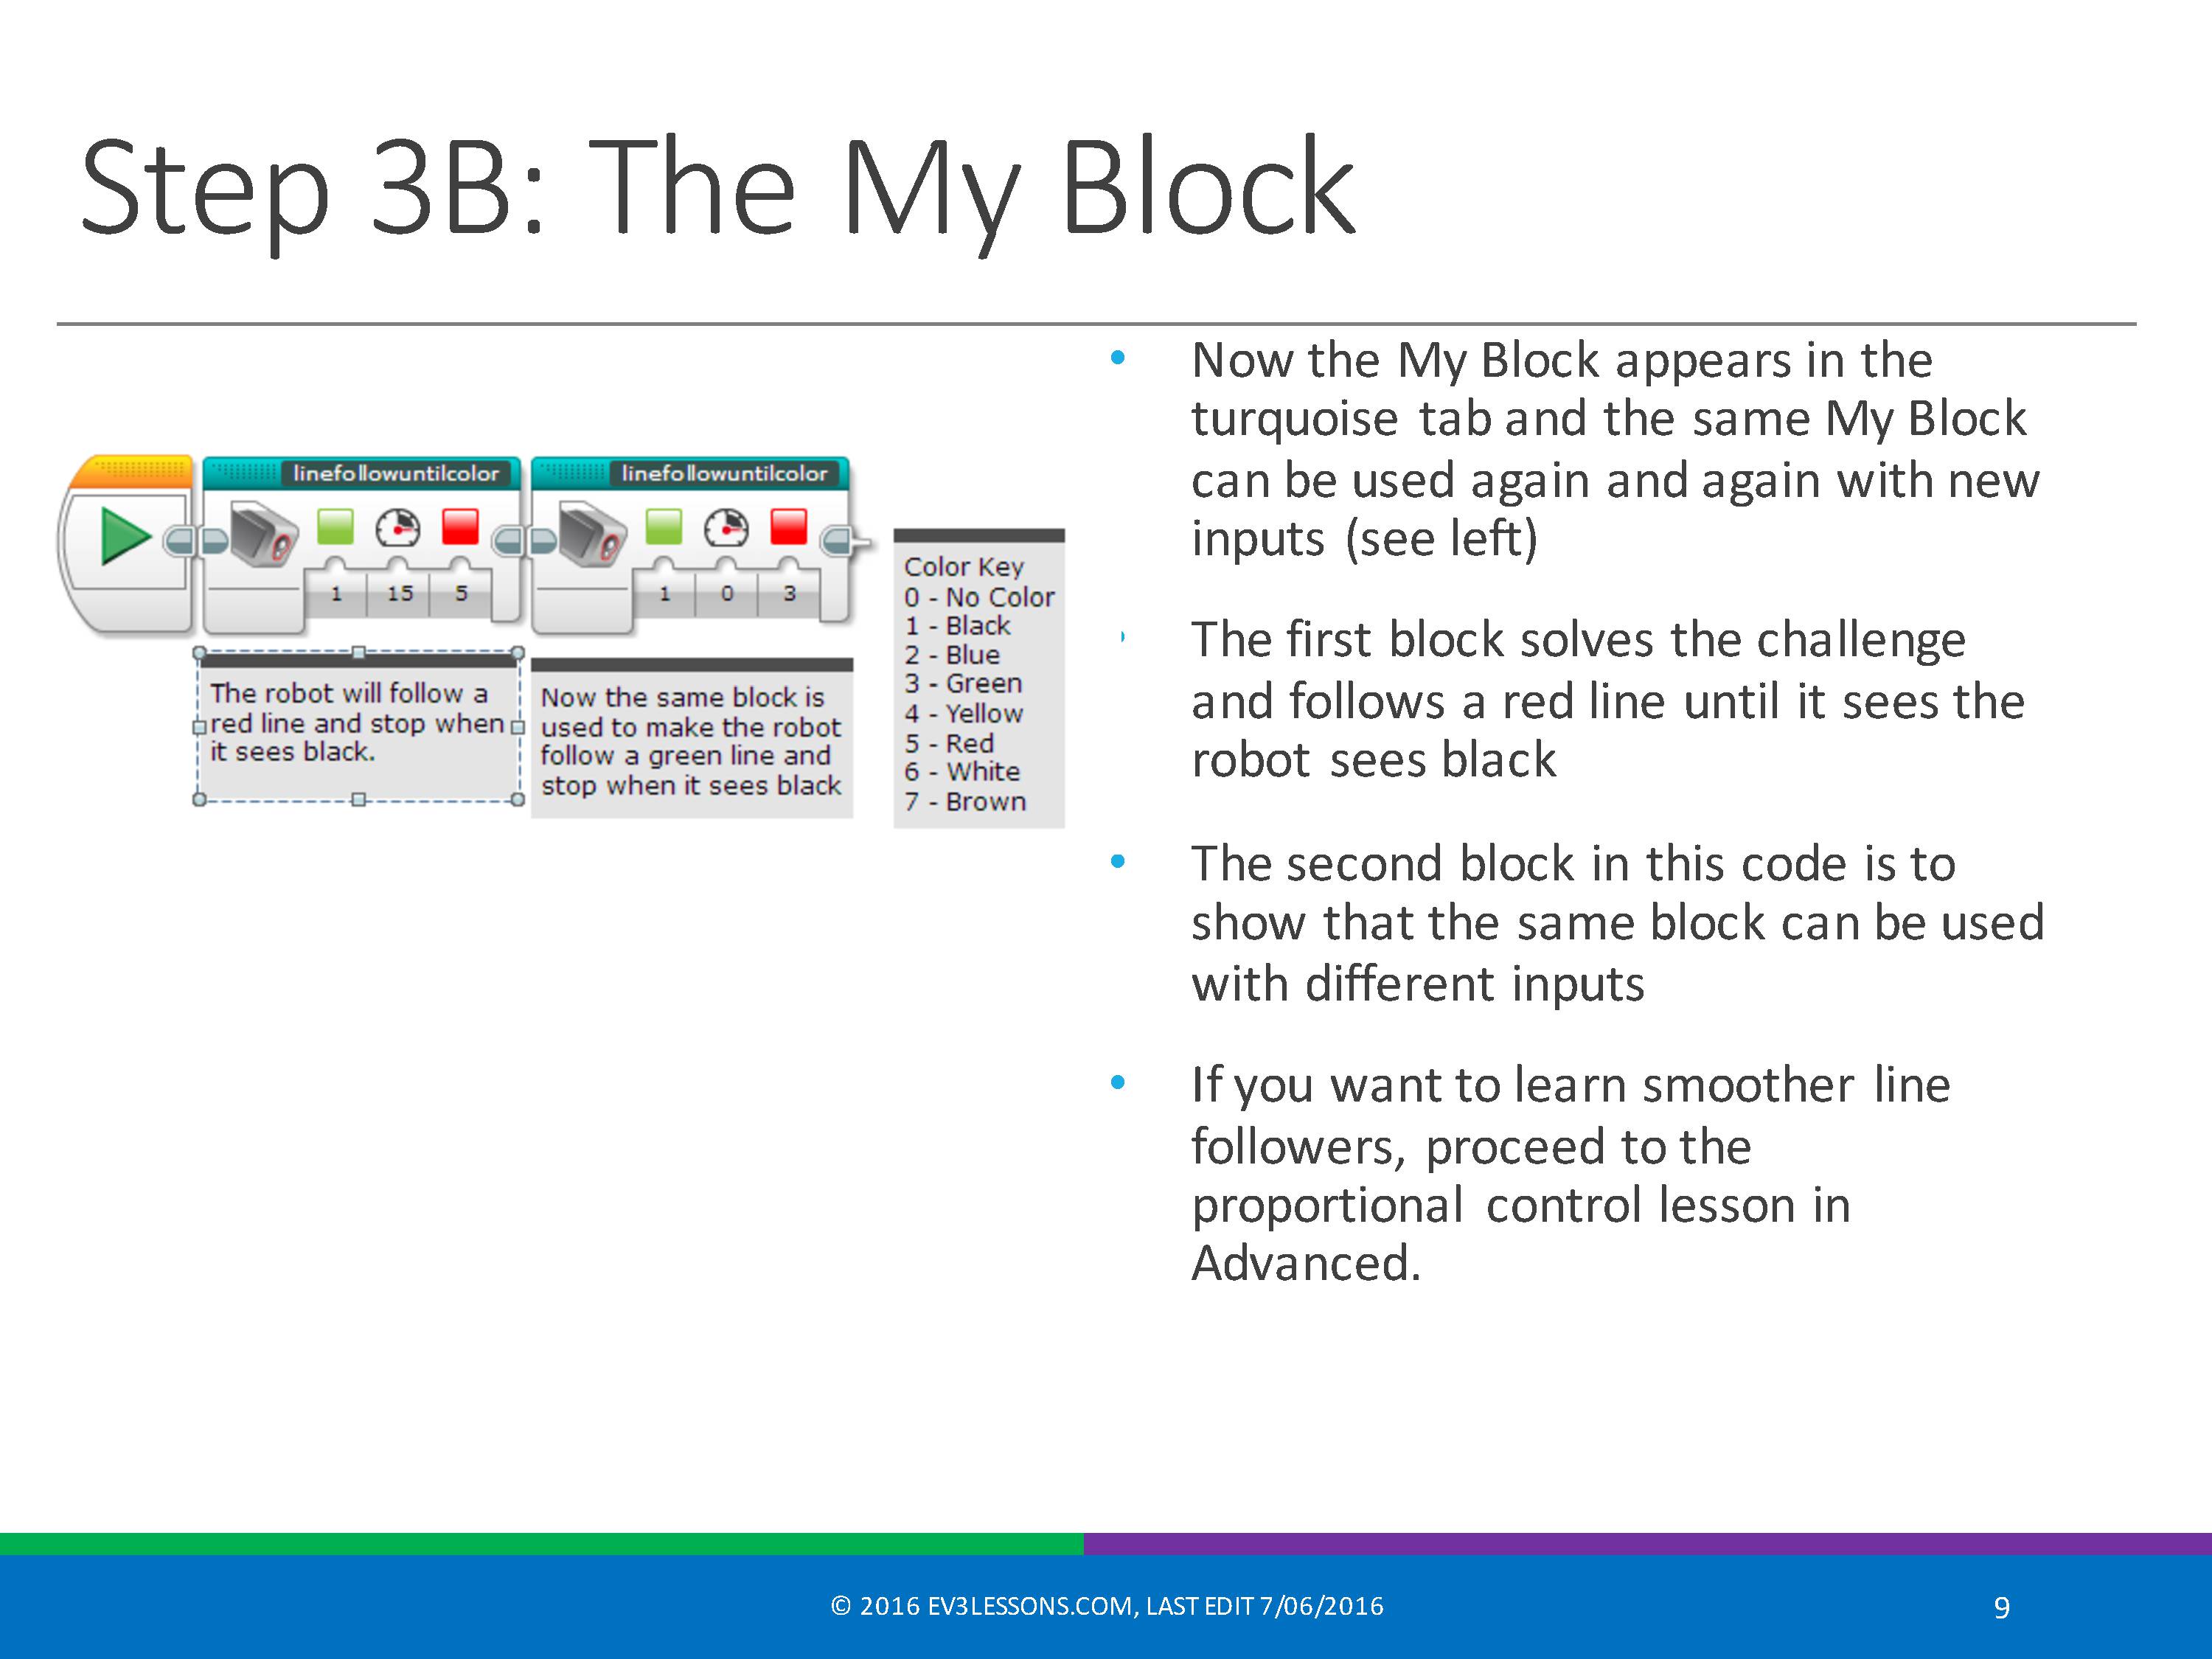 Step 3B: The My Block
linefollowuntilcolor
linefollowuntilcolor
1 15 5
1 0 3
The robot will follow a
red line and stop when
it sees black.
Now the same block is
used to make the robot
follow a green line and
stop when it sees black
Color Key
0 - No Color
1 - Black
2 - Blue
3 - Green
4 - Yellow
5 - Red
6 - White
7 - Brown
• Now the My Block appears in the
turquoise tab and the same My Block
can be used again and again with new
inputs (see left)
• The first block solves the challenge
and follows a red line until it sees the
robot sees black
• The second block in this code is to
show that the same block can be used
with different inputs
• If you want to learn smoother line
followers, proceed to the
proportional control lesson in
Advanced.
© 2016 EV3LESSONS.COM, LAST EDIT 7/06/2016
9